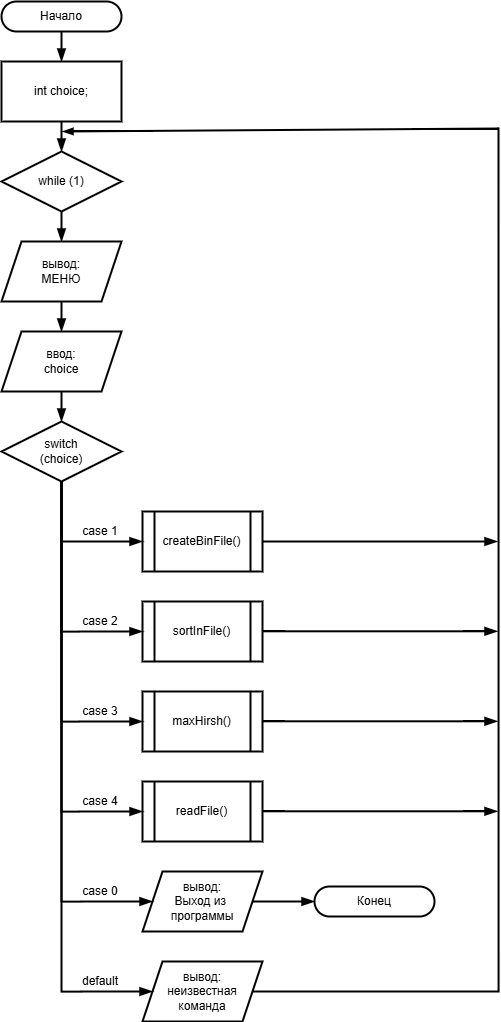 Начало
int choice;
while (1)
вывод:
МЕНЮ
ввод:
choice
switch
(choice)
case 1
createBinFile()
case 2
sortInFile()
case 3
maxHirsh()
case 4
readFile()
case 0
вывод:
Выход из
программы
Конец
default
вывод:
неизвестная
команда